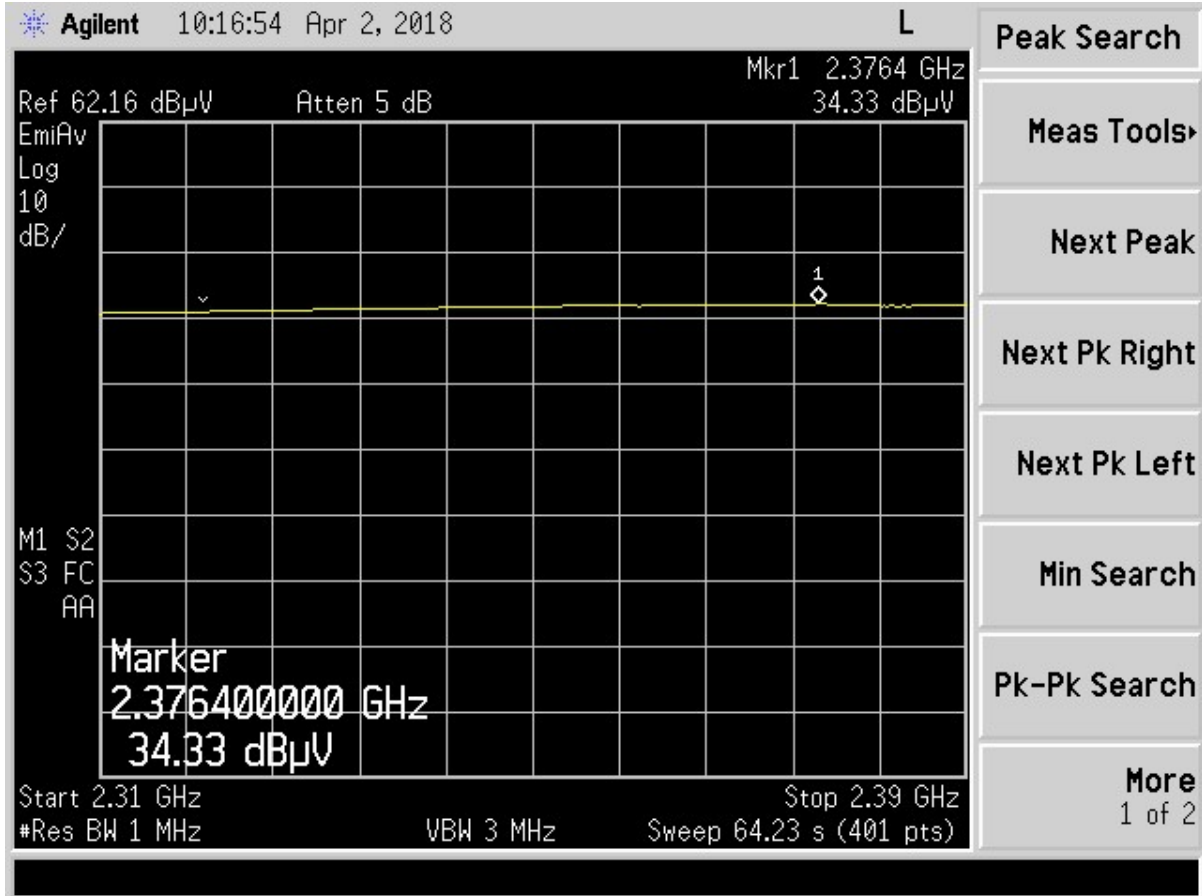 Agilent 10:16:54 Apr 2, 2018 L
Mkr1 2.3764 GHz
Ref 62.16 dBµV Atten 5 dB 34.33 dBµV
EmiAv
Log
10
dB/
1
M1 S2
S3 FC
AA
Marker
2.376400000 GHz
34.33 dBµV
Start 2.31 GHz Stop 2.39 GHz
#Res BW 1 MHz VBW 3 MHz Sweep 64.23 s (401 pts)
Peak Search
Meas Tools
Next Peak
Next Pk Right
Next Pk Left
Min Search
Pk-Pk Search
More
1 of 2